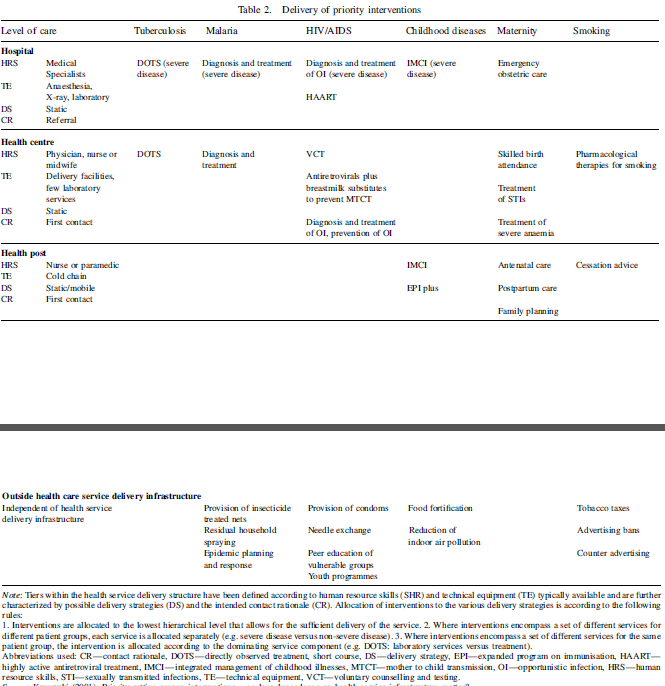 Table 2. Delivery of priority interventions
Level of care Tuberculosis Malaria HIV/AIDS Childhood diseases Maternity Smoking
Hospital
HRS Medical DOTS (severe Diagnosis and treatment Diagnosis and treatment IMCI (severe Emergency
Specialists disease) (severe disease) of OI (severe disease) disease) obstetric care
TE Anaesthesia,
X-ray, laboratory HAART
DS Static
CR Referral
Health centre
HRS Physician, nurse or DOTS Diagnosis and VCT Skilled birth Pharmacological
midwife treatment attendance therapies for smoking
TE Delivery facilities, Antiretrovirals plus
few laboratory breastmilk substitutes Treatment
services to prevent MTCT of STIs
DS Static
CR First contact Diagnosis and treatment Treatment of
of OI, prevention of OI severe anaemia
Health post
HRS Nurse or paramedic IMCI Antenatal care Cessation advice
TE Cold chain
DS Static/mobile EPI plus Postpartum care
CR First contact
Family planning
Outside health care service delivery infrastructure
Independent of health service Provision of insecticide Provision of condoms Food fortification Tobacco taxes
delivery infrastructure treated nets
Residual household Needle exchange Reduction of Advertising bans
spraying indoor air pollution
Epidemic planning Peer education of Counter advertising
and response vulnerable groups
Youth programmes
Note: Tiers within the health service delivery structure have been defined according to human resource skills (SHR) and technical equipment (TE) typically available and are further
characterized by possible delivery strategies (DS) and the intended contact rationale (CR). Allocation of interventions to the various delivery strategies is according to the following
rules:
1. Interventions are allocated to the lowest hierarchical level that allows for the sufficient delivery of the service. 2. Where interventions encompass a set of different services for
different patient groups, each service is allocated separately (e.g. severe disease versus non-severe disease). 3. Where interventions encompass a set of different services for the same
patient group, the intervention is allocated according to the dominating service component (e.g. DOTS: laboratory services versus treatment).
Abbreviations used: CR—contact rationale, DOTS—directly observed treatment, short course, DS—delivery strategy, EPI—expanded program on immunisation, HAART—
highly active antiretroviral treatment, IMCI—integrated management of childhood illnesses, MTCT—mother to child transmission, OI—opportunistic infection, HRS—human
resource skills, STI—sexually transmitted infections, TE—technical equipment, VCT—voluntary counselling and testing.